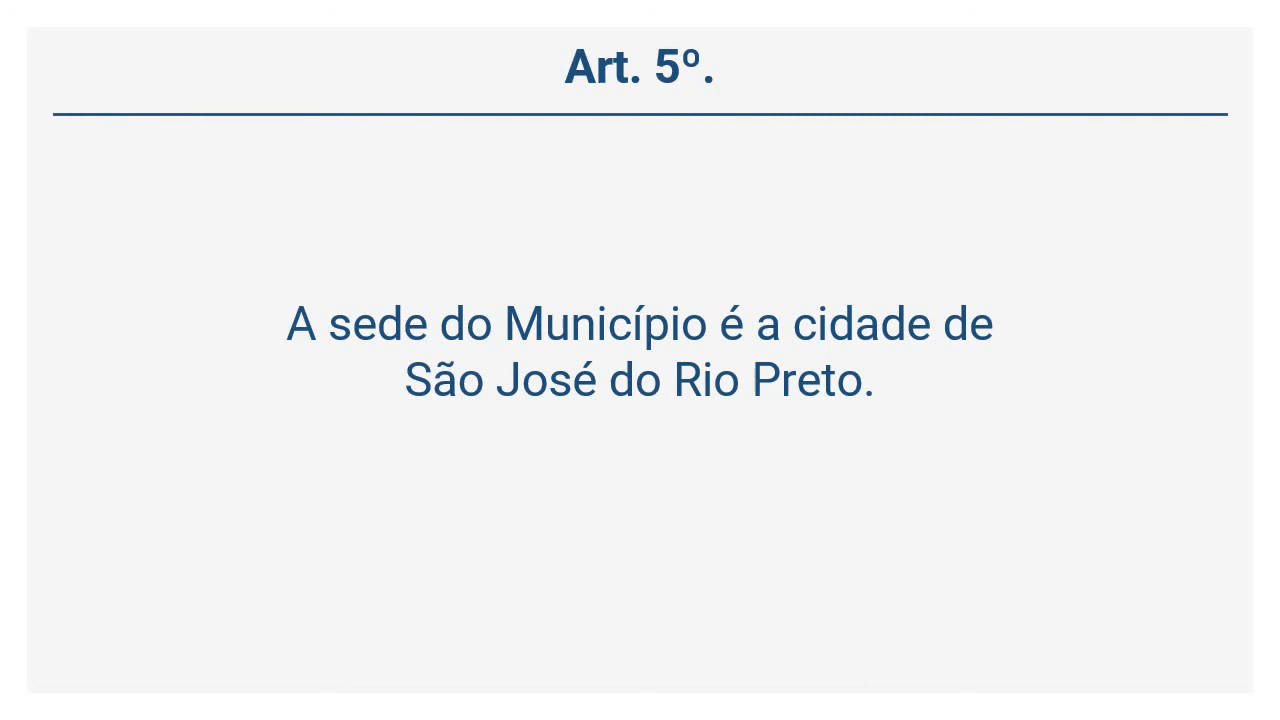 Art. 5º.
A sede do Município é a cidade de
São José do Rio Preto.